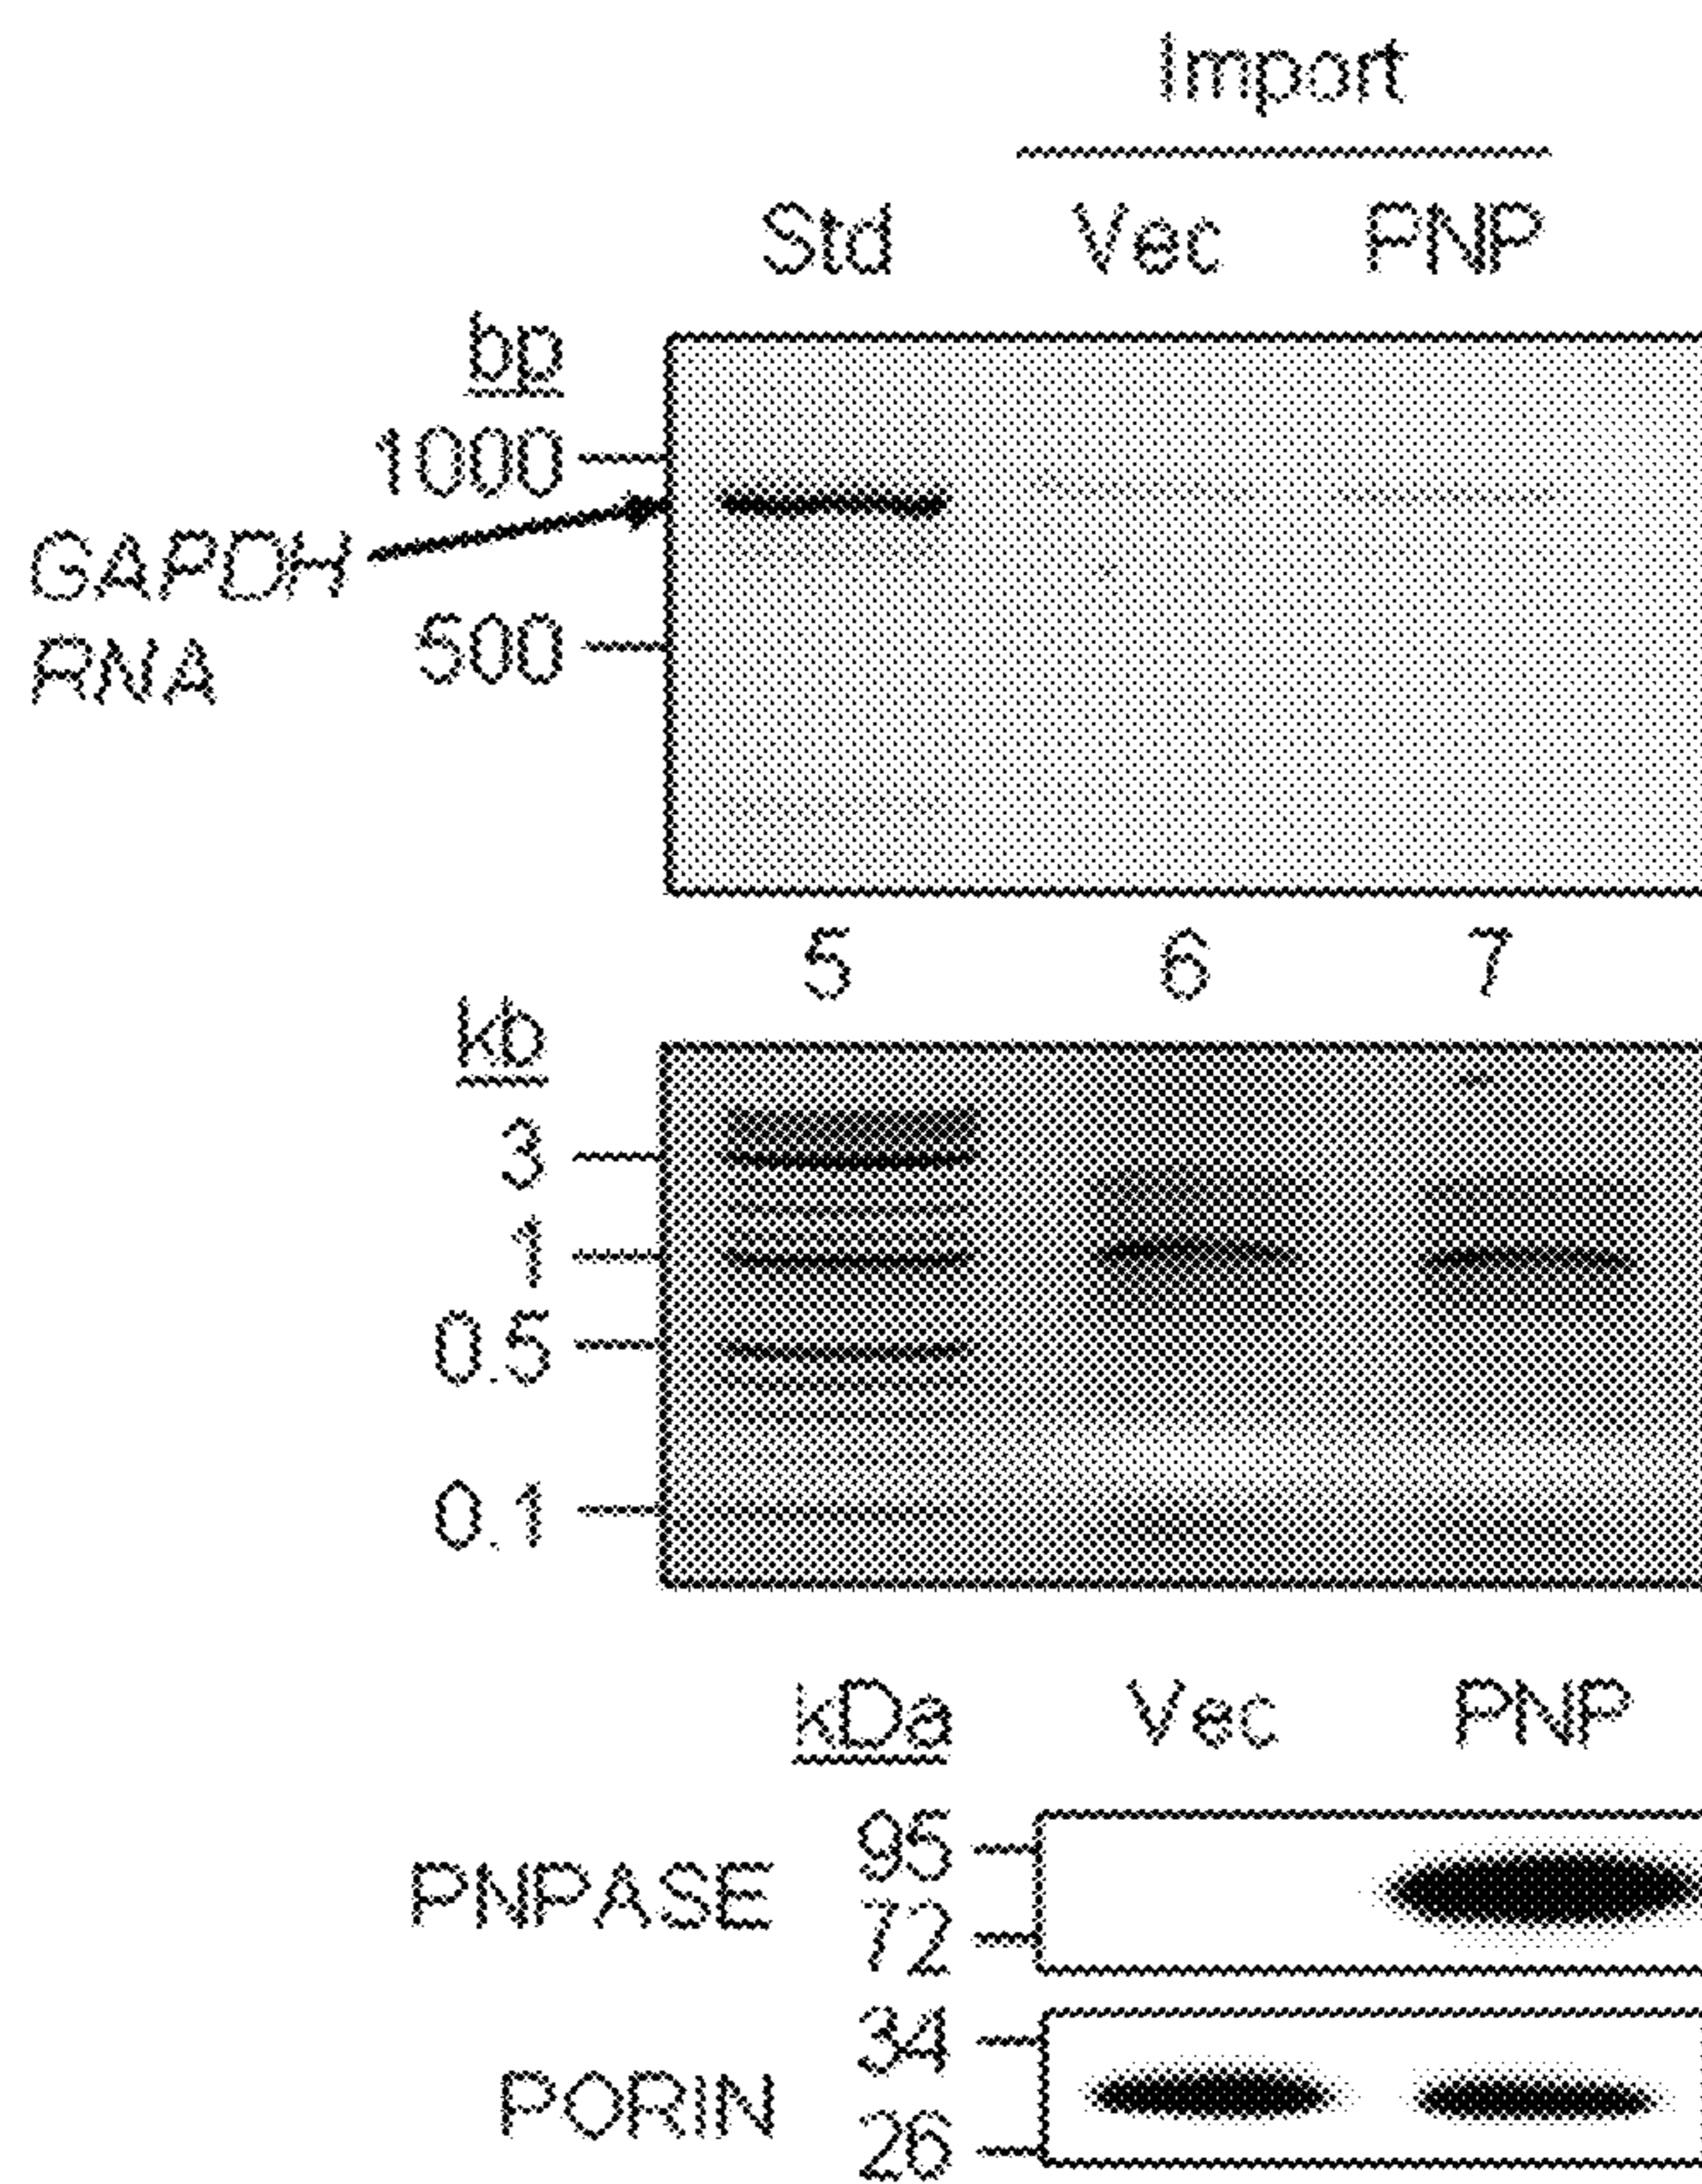 Import
Std Vec PNP
bp
1000
GAPDH
RNA
500
5 6 7
kb
3
1
0.5
0.1
kDa Vec PNP
95
PNPASE
72
34
PORIN
26